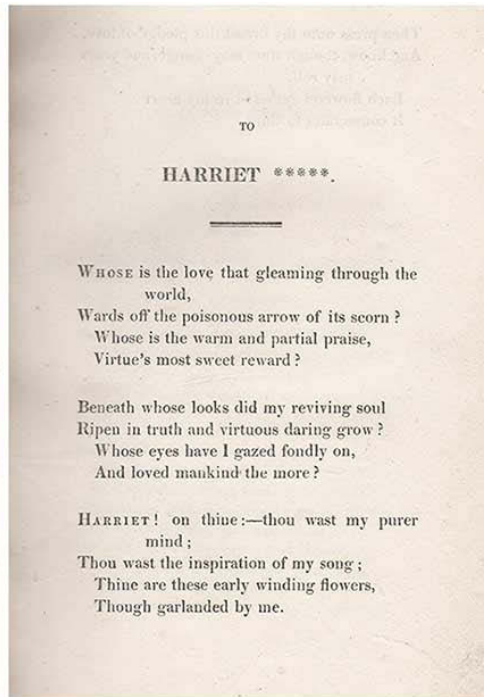 TO
HARRIET *****.
WHOSE is the love that gleaming through the
world,
Wards off the poisonous arrow of its scorn ?
Whose is the warm and partial praise,
Virtue's most sweet reward ?
Beneath whose looks did my reviving soul
Ripen in truth and virtuous daring grow ?
Whose eyes have I gazed fondly on,
And loved mankind the more ?
HARRIET ! on thine :—thou wast my purer
mind ;
Thou wast the inspiration of my song ;
Thine are these early winding flowers,
Though garlanded by me.